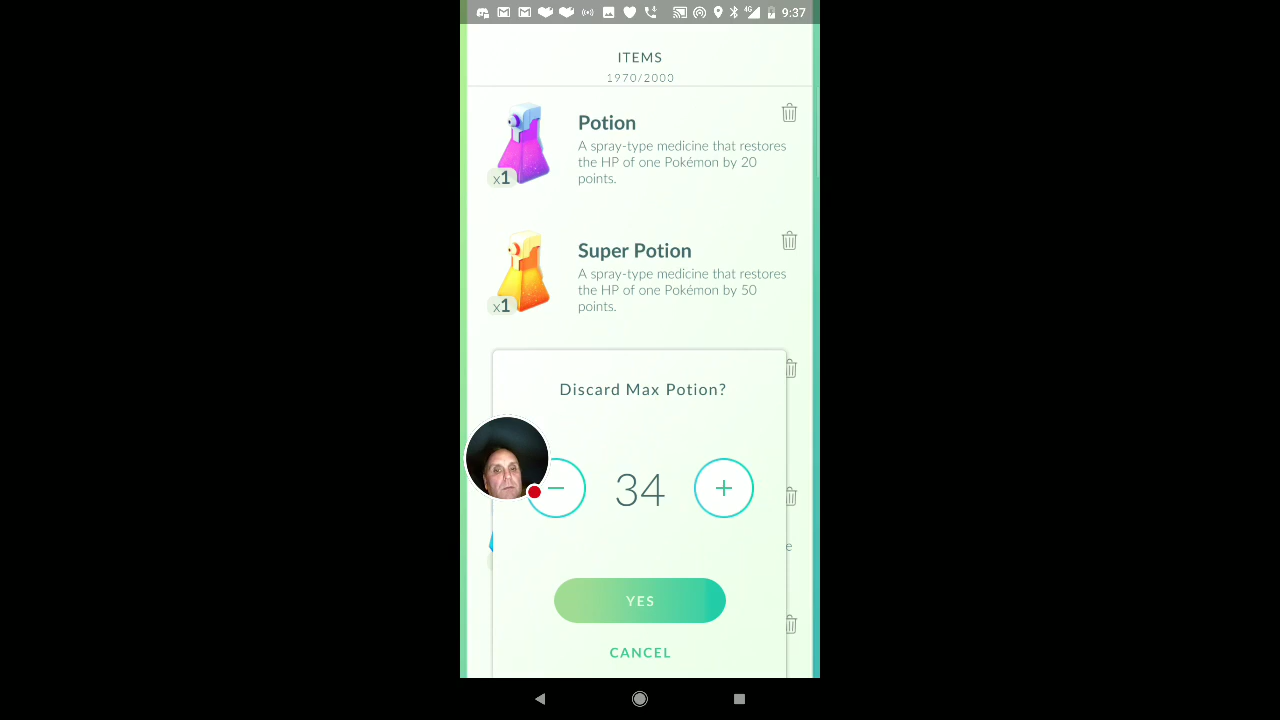 4G 9:37
ITEMS
1970/2000
Potion
A spray-type medicine that restores
the HP of one Pokémon by 20
points.
x1
Super Potion
A spray-type medicine that restores
the HP of one Pokémon by 50
points.
x1
Discard Max Potion?
− 34 +
e
YES
CANCEL